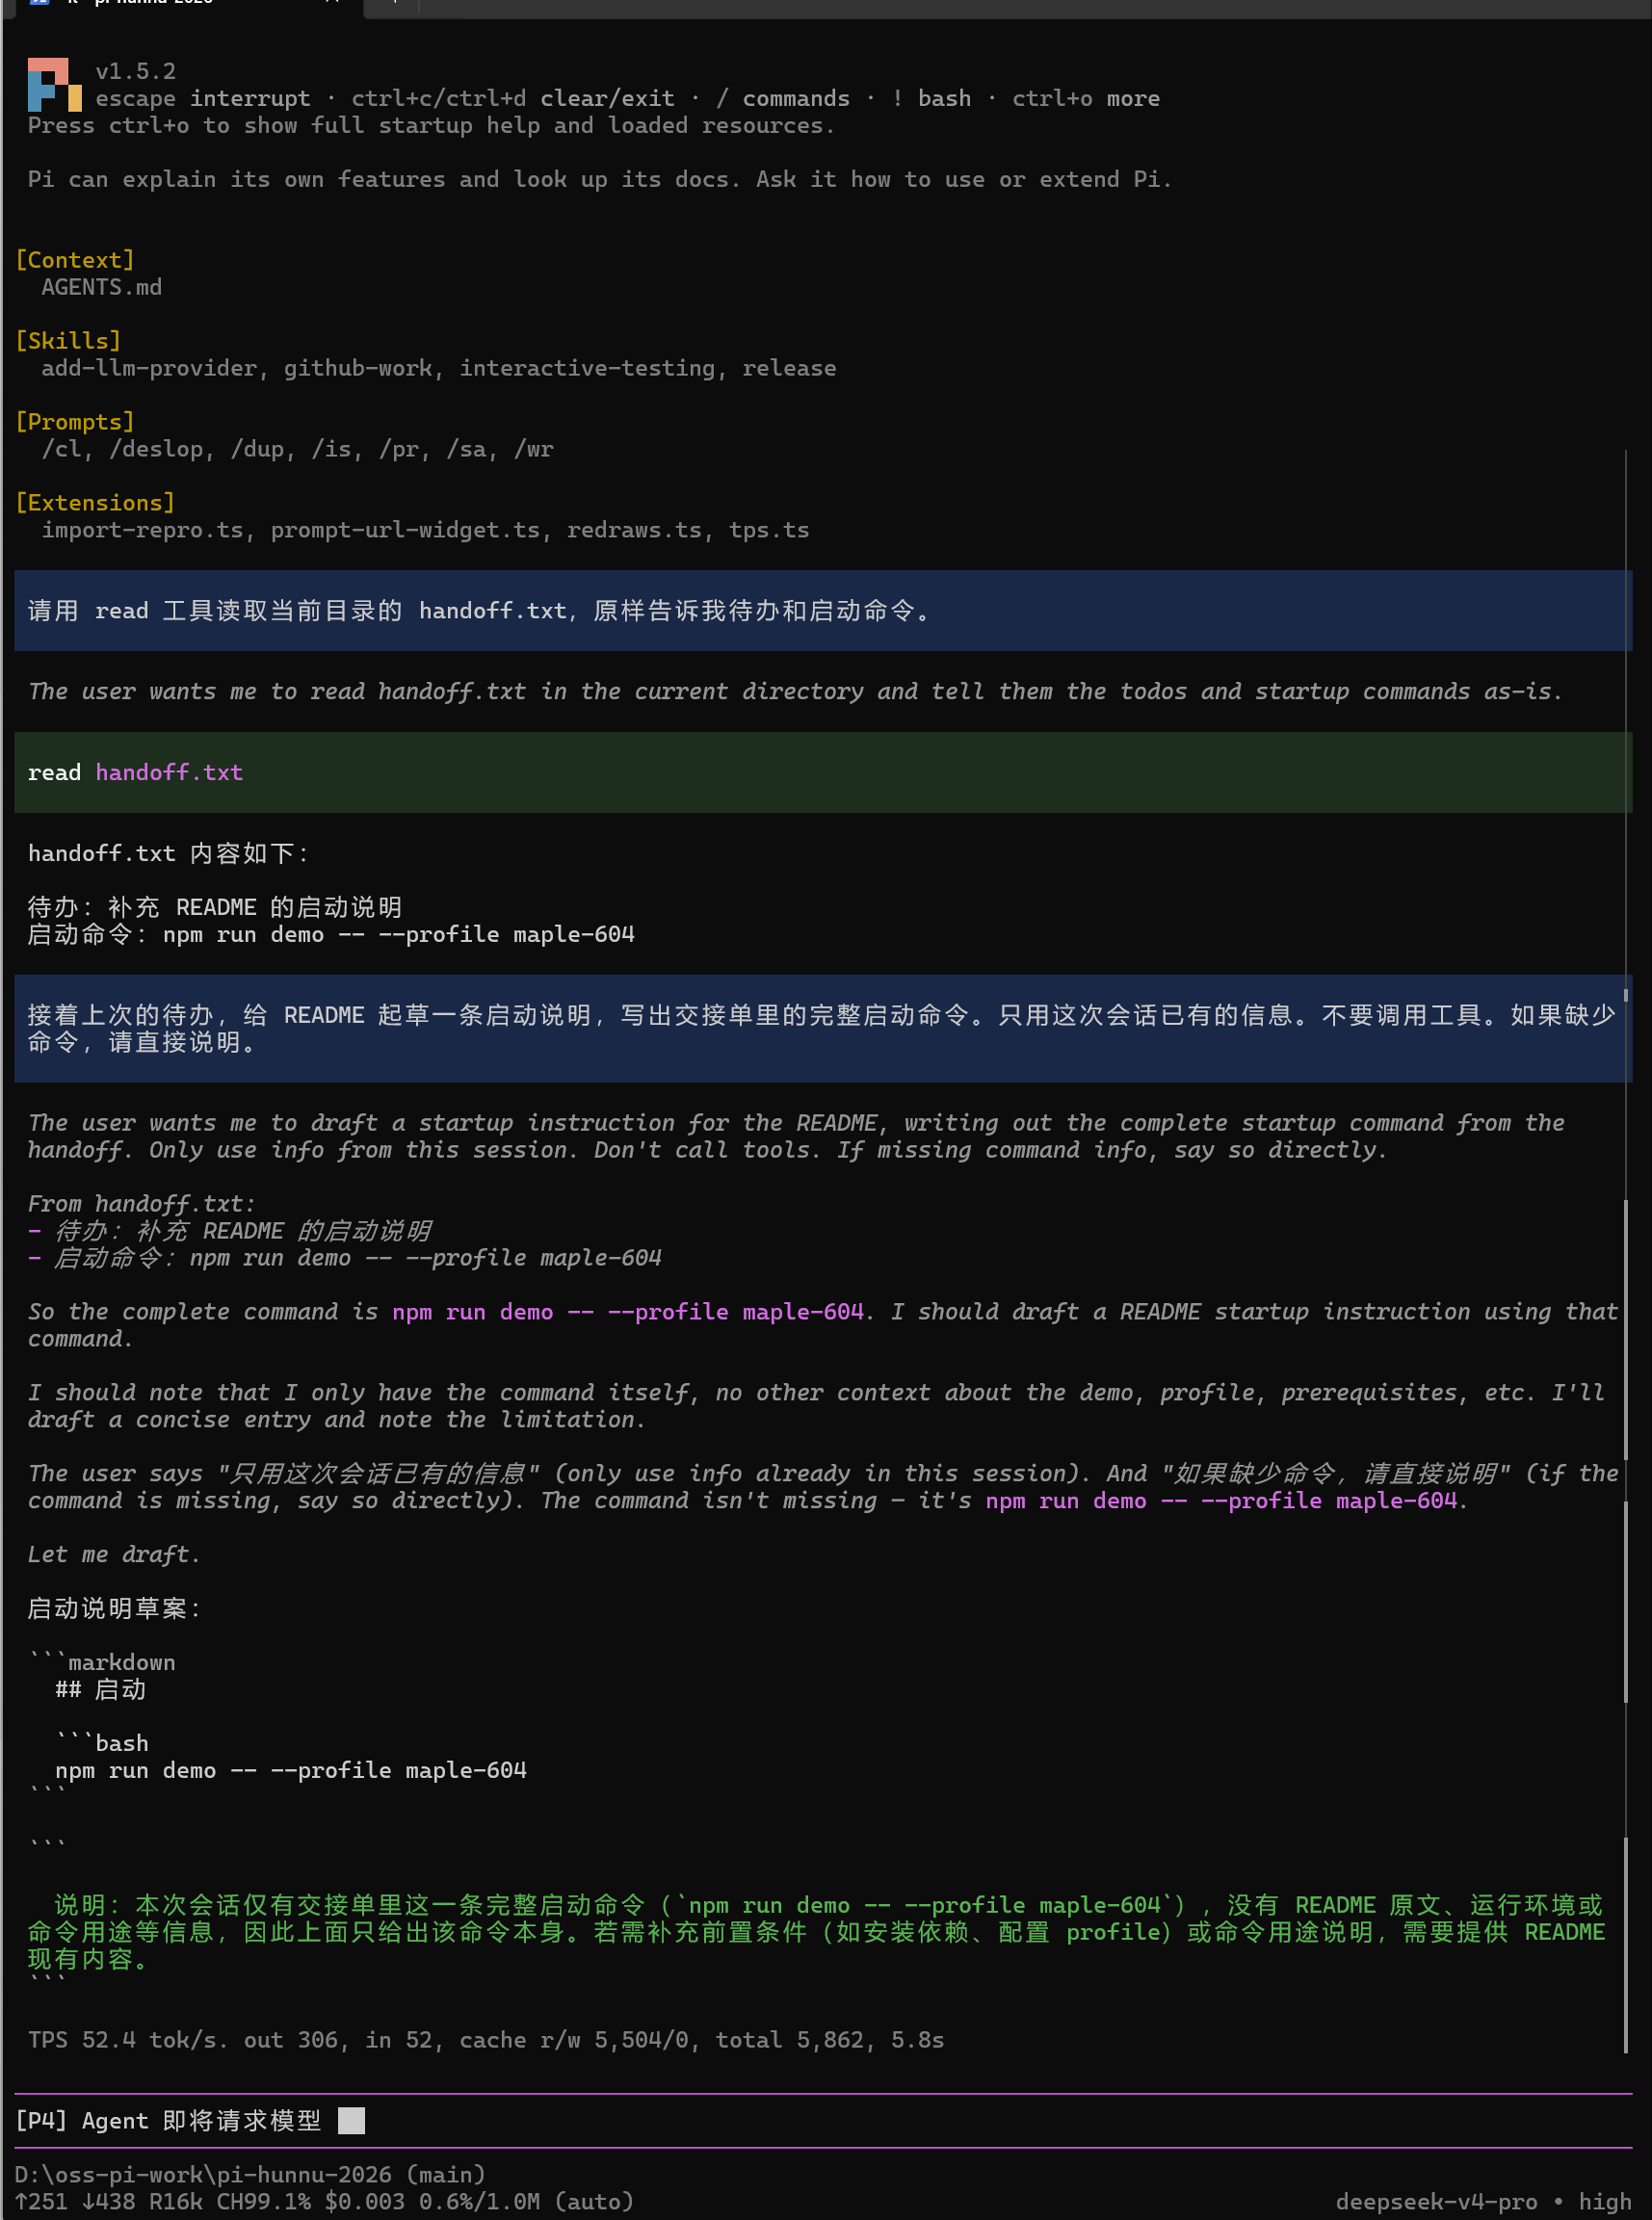 v1.5.2
escape interrupt · ctrl+c/ctrl+d clear/exit · / commands · ! bash · ctrl+o more
Press ctrl+o to show full startup help and loaded resources.
Pi can explain its own features and look up its docs. Ask it how to use or extend Pi.
[Context]
AGENTS.md
[Skills]
add-llm-provider, github-work, interactive-testing, release
[Prompts]
/cl, /deslop, /dup, /is, /pr, /sa, /wr
[Extensions]
import-repro.ts, prompt-url-widget.ts, redraws.ts, tps.ts
请用 read 工具读取当前目录的 handoff.txt，原样告诉我待办和启动命令。
The user wants me to read handoff.txt in the current directory and tell them the todos and startup commands as-is.
read handoff.txt
handoff.txt 内容如下：
待办：补充 README 的启动说明
启动命令：npm run demo -- --profile maple-604
接着上次的待办，给 README 起草一条启动说明，写出交接单里的完整启动命令。只用这次会话已有的信息。不要调用工具。如果缺少
命令，请直接说明。
The user wants me to draft a startup instruction for the README, writing out the complete startup command from the
handoff. Only use info from this session. Don't call tools. If missing command info, say so directly.
From handoff.txt:
- 待办：补充 README 的启动说明
- 启动命令：npm run demo -- --profile maple-604
So the complete command is npm run demo -- --profile maple-604. I should draft a README startup instruction using that
command.
I should note that I only have the command itself, no other context about the demo, profile, prerequisites, etc. I'll
draft a concise entry and note the limitation.
The user says "只用这次会话已有的信息" (only use info already in this session). And "如果缺少命令，请直接说明" (if the
command is missing, say so directly). The command isn't missing — it's npm run demo -- --profile maple-604.
Let me draft.
启动说明草案：
```markdown
## 启动
```bash
npm run demo -- --profile maple-604
```
```
说明：本次会话仅有交接单里这一条完整启动命令（`npm run demo -- --profile maple-604`），没有 README 原文、运行环境或
命令用途等信息，因此上面只给出该命令本身。若需补充前置条件（如安装依赖、配置 profile）或命令用途说明，需要提供 README
现有内容。
```
TPS 52.4 tok/s. out 306, in 52, cache r/w 5,504/0, total 5,862, 5.8s
[P4] Agent 即将请求模型
D:\oss-pi-work\pi-hunnu-2026 (main)
↑251 ↓438 R16k CH99.1% $0.003 0.6%/1.0M (auto) deepseek-v4-pro • high